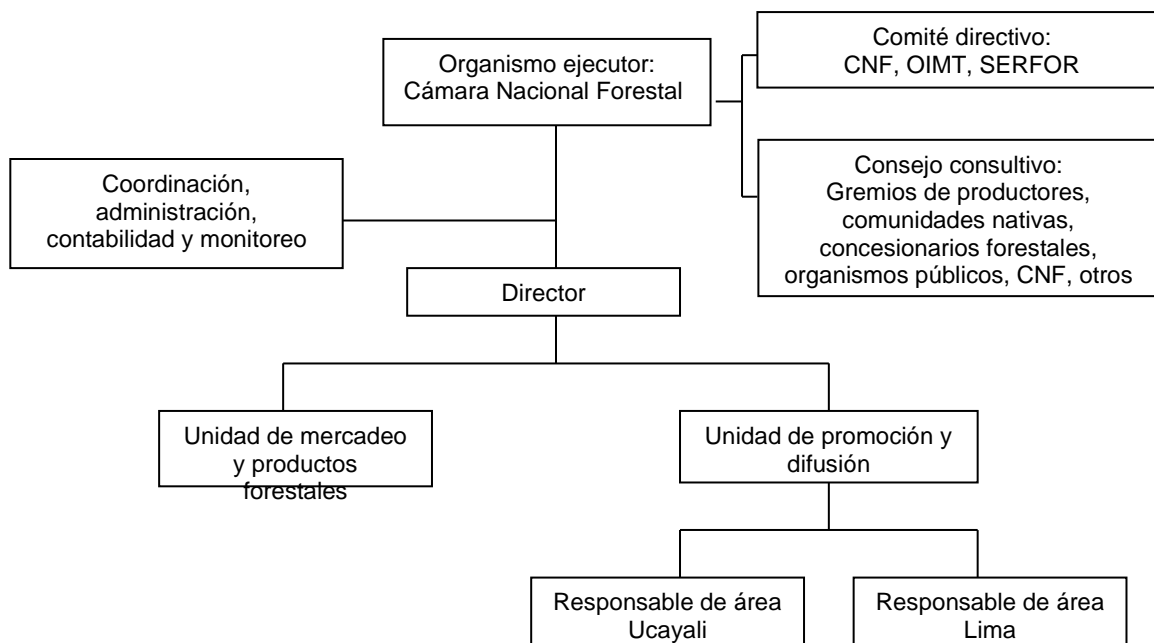 Organismo ejecutor:
Cámara Nacional Forestal
Comité directivo:
CNF, OIMT, SERFOR
Consejo consultivo:
Gremios de productores,
comunidades nativas,
concesionarios forestales,
organismos públicos, CNF, otros
Coordinación,
administración,
contabilidad y monitoreo
Director
Unidad de mercadeo
y productos
forestales
Unidad de promoción y
difusión
Responsable de área
Ucayali
Responsable de área
Lima